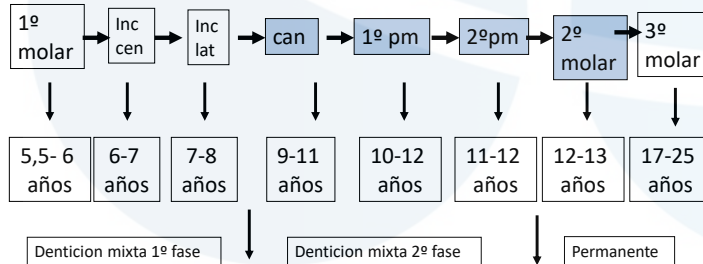 1º
molar
Inc
cen
Inc
lat
can
1º pm
2ºpm
2º
molar
3º
molar
5,5- 6
años
6-7
años
7-8
años
9-11
años
10-12
años
11-12
años
12-13
años
17-25
años
Denticion mixta 1º fase
Denticion mixta 2º fase
Permanente